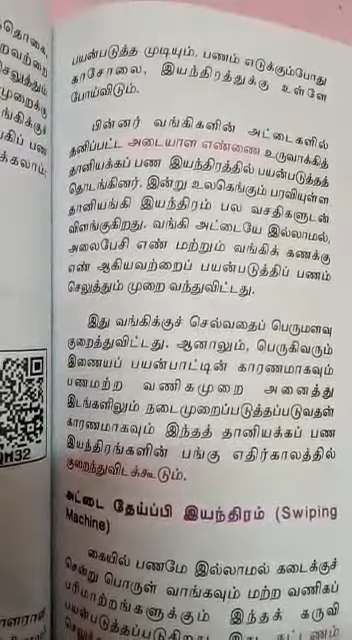 தொகை,
றவற்றை
செலுத்தும்
முறைக்கு
ங்கிக்குச்
பகிப் பண
க்கலாம்.
பயன்படுத்த முடியும். பணம் எடுக்கும்போது
காசோலை, இயந்திரத்துக்கு உள்ளே
போய்விடும்.
பின்னர் வங்கிகளின் அட்டைகளில்
தனிப்பட்ட அடையாள எண்ணை உருவாக்கித்
தானியக்கப் பண இயந்திரத்தில் பயன்படுத்தத்
தொடங்கினர். இன்று உலகெங்கும் பரவியுள்ள
தானியங்கி இயந்திரம் பல வசதிகளுடன்
விளங்குகிறது. வங்கி அட்டையே இல்லாமல்,
அலைபேசி எண் மற்றும் வங்கிக் கணக்கு
எண் ஆகியவற்றைப் பயன்படுத்திப் பணம்
செலுத்தும் முறை வந்துவிட்டது.
இது வங்கிக்குச் செல்வதைப் பெருமளவு
குறைத்துவிட்டது. ஆனாலும், பெருகிவரும்
இணையப் பயன்பாட்டின் காரணமாகவும்
பணமற்ற வணிகமுறை அனைத்து
இடங்களிலும் நடைமுறைப்படுத்தப்படுவதன்
காரணமாகவும் இந்தத் தானியக்கப் பண
இயந்திரங்களின் பங்கு எதிர்காலத்தில்
குறைந்துவிடக்கூடும்.
அட்டை தேய்ப்பி இயந்திரம் (Swiping
Machine)
கையில் பணமே இல்லாமல் கடைக்குச்
சென்று பொருள் வாங்கவும் மற்ற வணிகப்
பரிமாற்றங்களுக்கும் இந்தக் கருவி